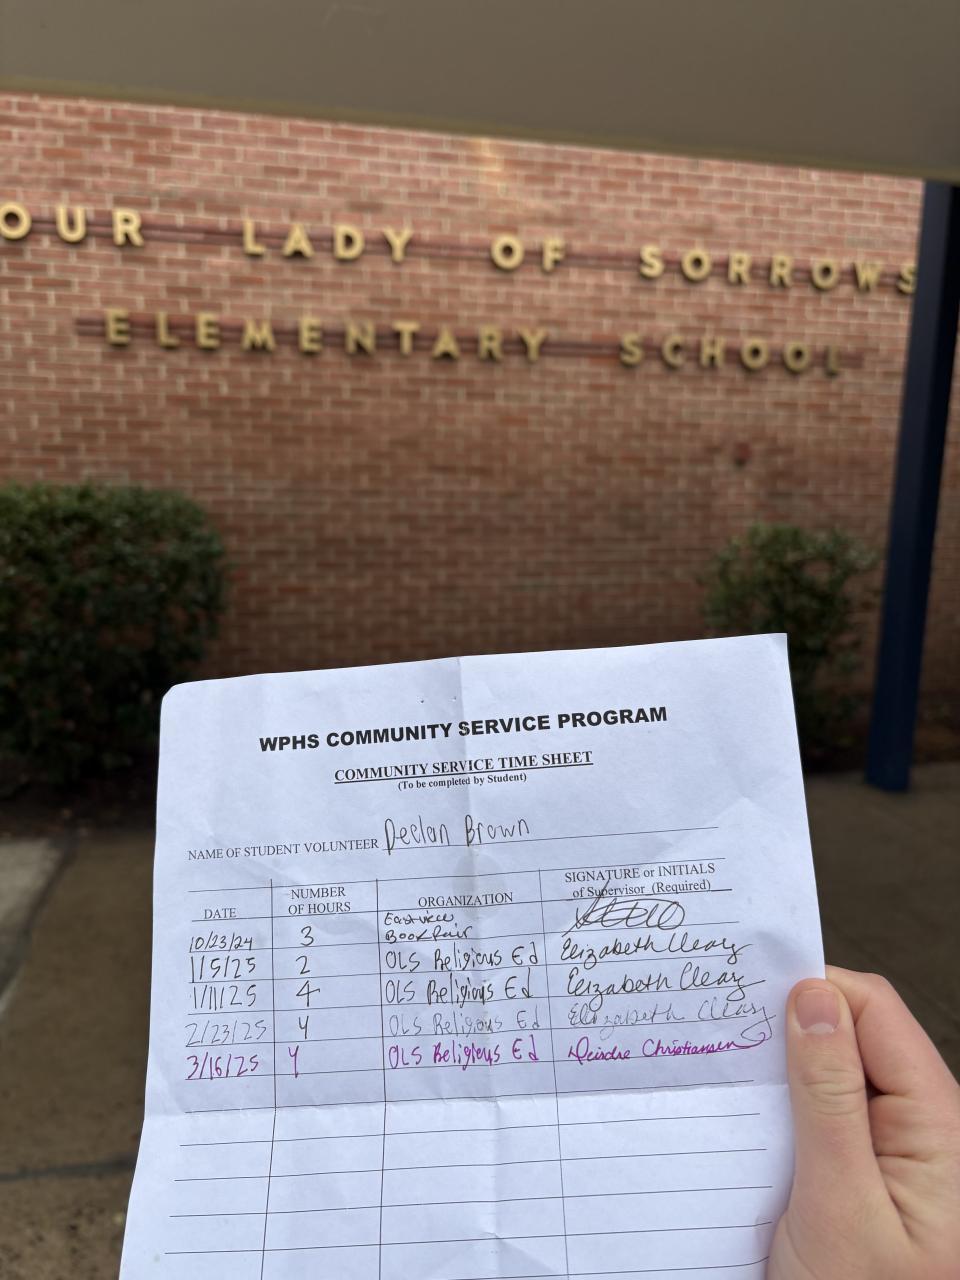 OUR LADY OF SORROWS
ELEMENTARY SCHOOL
WPHS COMMUNITY SERVICE PROGRAM
COMMUNITY SERVICE TIME SHEET
(To be completed by Student)
NAME OF STUDENT VOLUNTEER Declan Brown
DATE NUMBER OF HOURS ORGANIZATION SIGNATURE or INITIALS of Supervisor (Required)
10/23/24 3 Book Fair
1/5/25 2 OLS Religious Ed Elizabeth Cleary
1/11/25 4 OLS Religious Ed Elizabeth Cleary
2/23/25 4 OLS Religious Ed Elizabeth Cleary
3/16/25 4 OLS Religious Ed Deirdre Christiansen